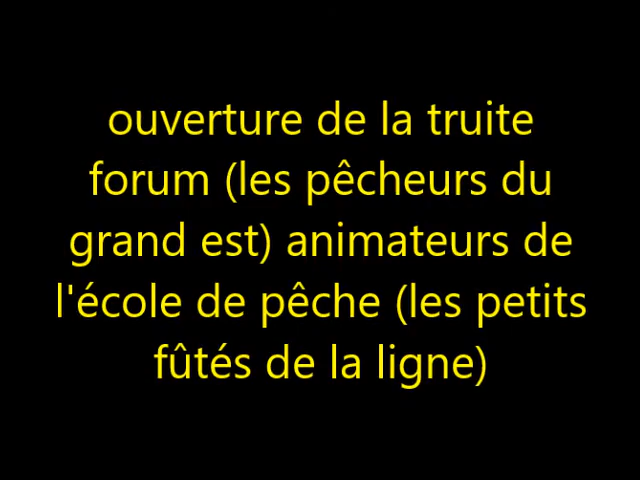 ouverture de la truite
forum (les pêcheurs du
grand est) animateurs de
l'école de pêche (les petits
fûtés de la ligne)